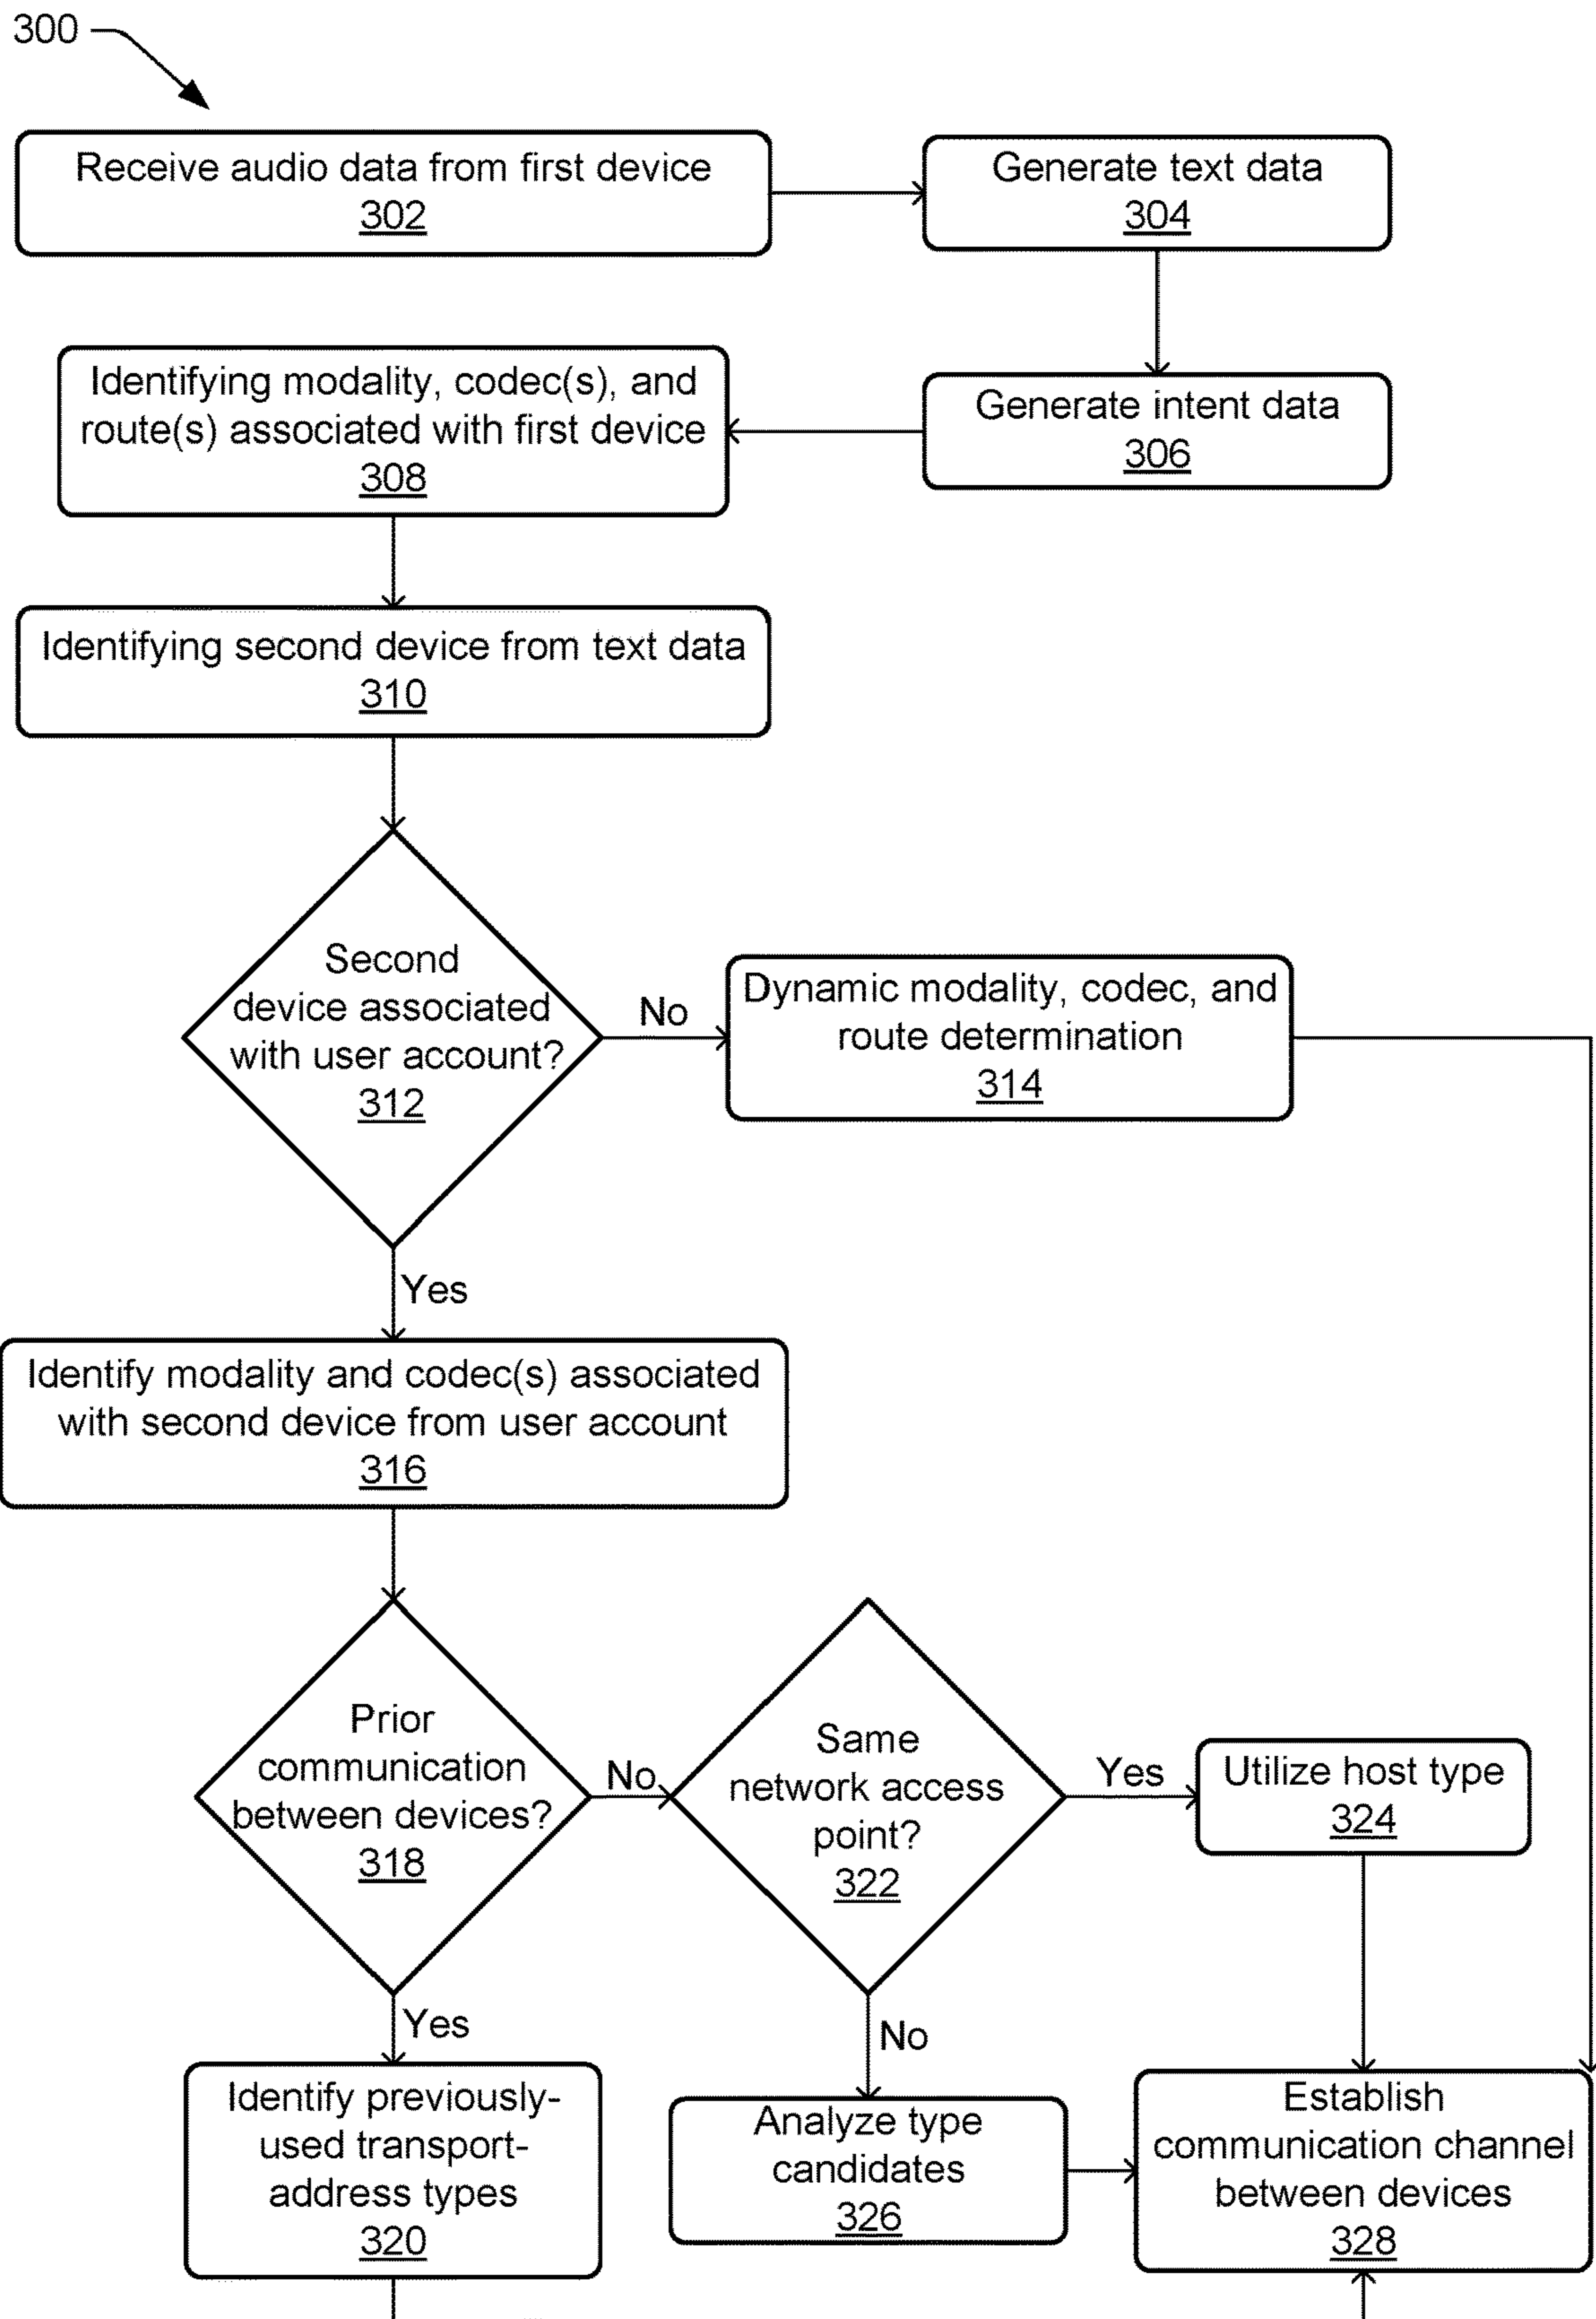 300
Receive audio data from first device
302
Generate text data
304
Generate intent data
306
Identifying modality, codec(s), and
route(s) associated with first device
308
Identifying second device from text data
310
Second
device associated
with user account?
312
No
Dynamic modality, codec, and
route determination
314
Yes
Identify modality and codec(s) associated
with second device from user account
316
Prior
communication
between devices?
318
No
Same
network access
point?
322
Yes
Utilize host type
324
Yes
Identify previously-
used transport-
address types
320
No
Analyze type
candidates
326
Establish
communication channel
between devices
328